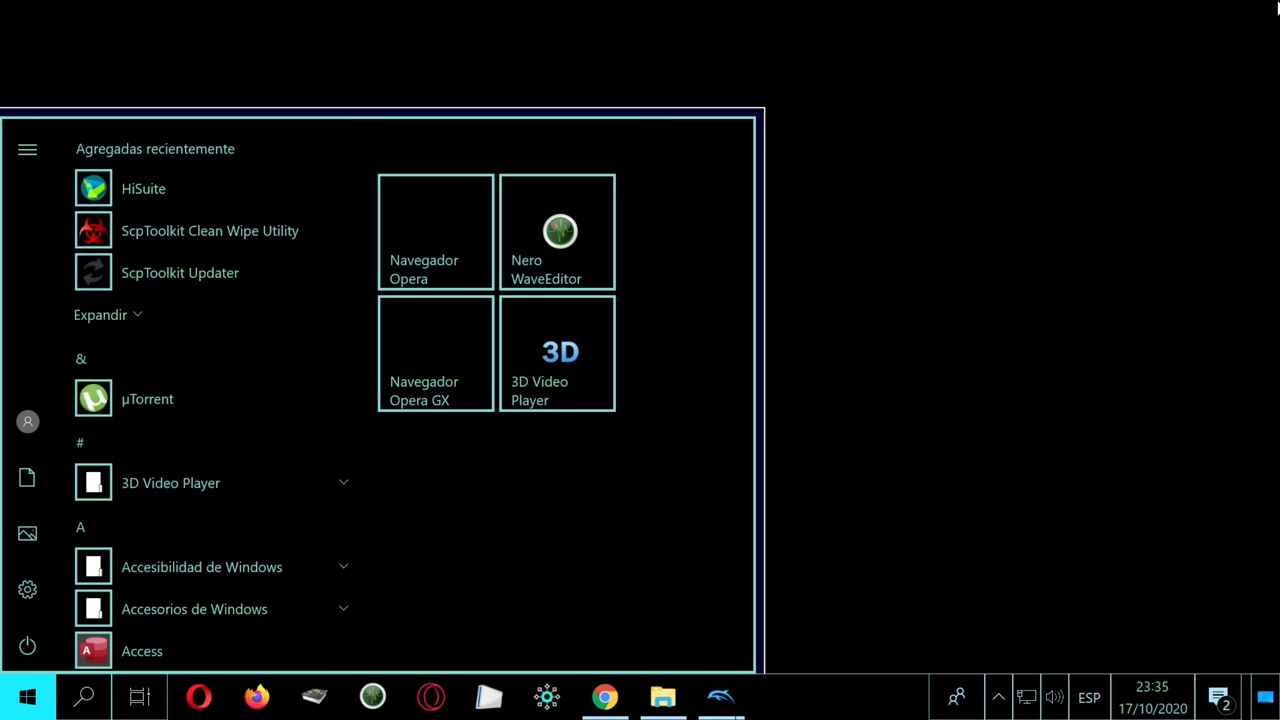 Agregadas recientemente
HiSuite
ScpToolkit Clean Wipe Utility
ScpToolkit Updater
Expandir
&
µTorrent
#
3D Video Player
A
Accesibilidad de Windows
Accesorios de Windows
A
Access
Navegador
Opera
Nero
WaveEditor
Navegador
Opera GX
3D
3D Video
Player
ESP
23:35
17/10/2020
2